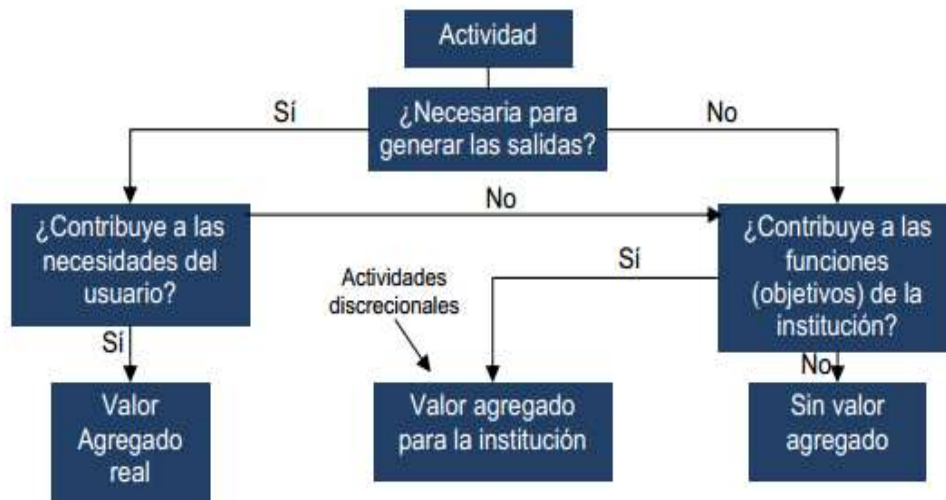 Actividad
Sí
¿Necesaria para
generar las salidas?
No
¿Contribuye a las
necesidades del
usuario?
No
¿Contribuye a las
funciones
(objetivos) de la
institución?
Sí
Actividades
discrecionales
Sí
No
Valor
Agregado
real
Valor agregado
para la institución
Sin valor
agregado